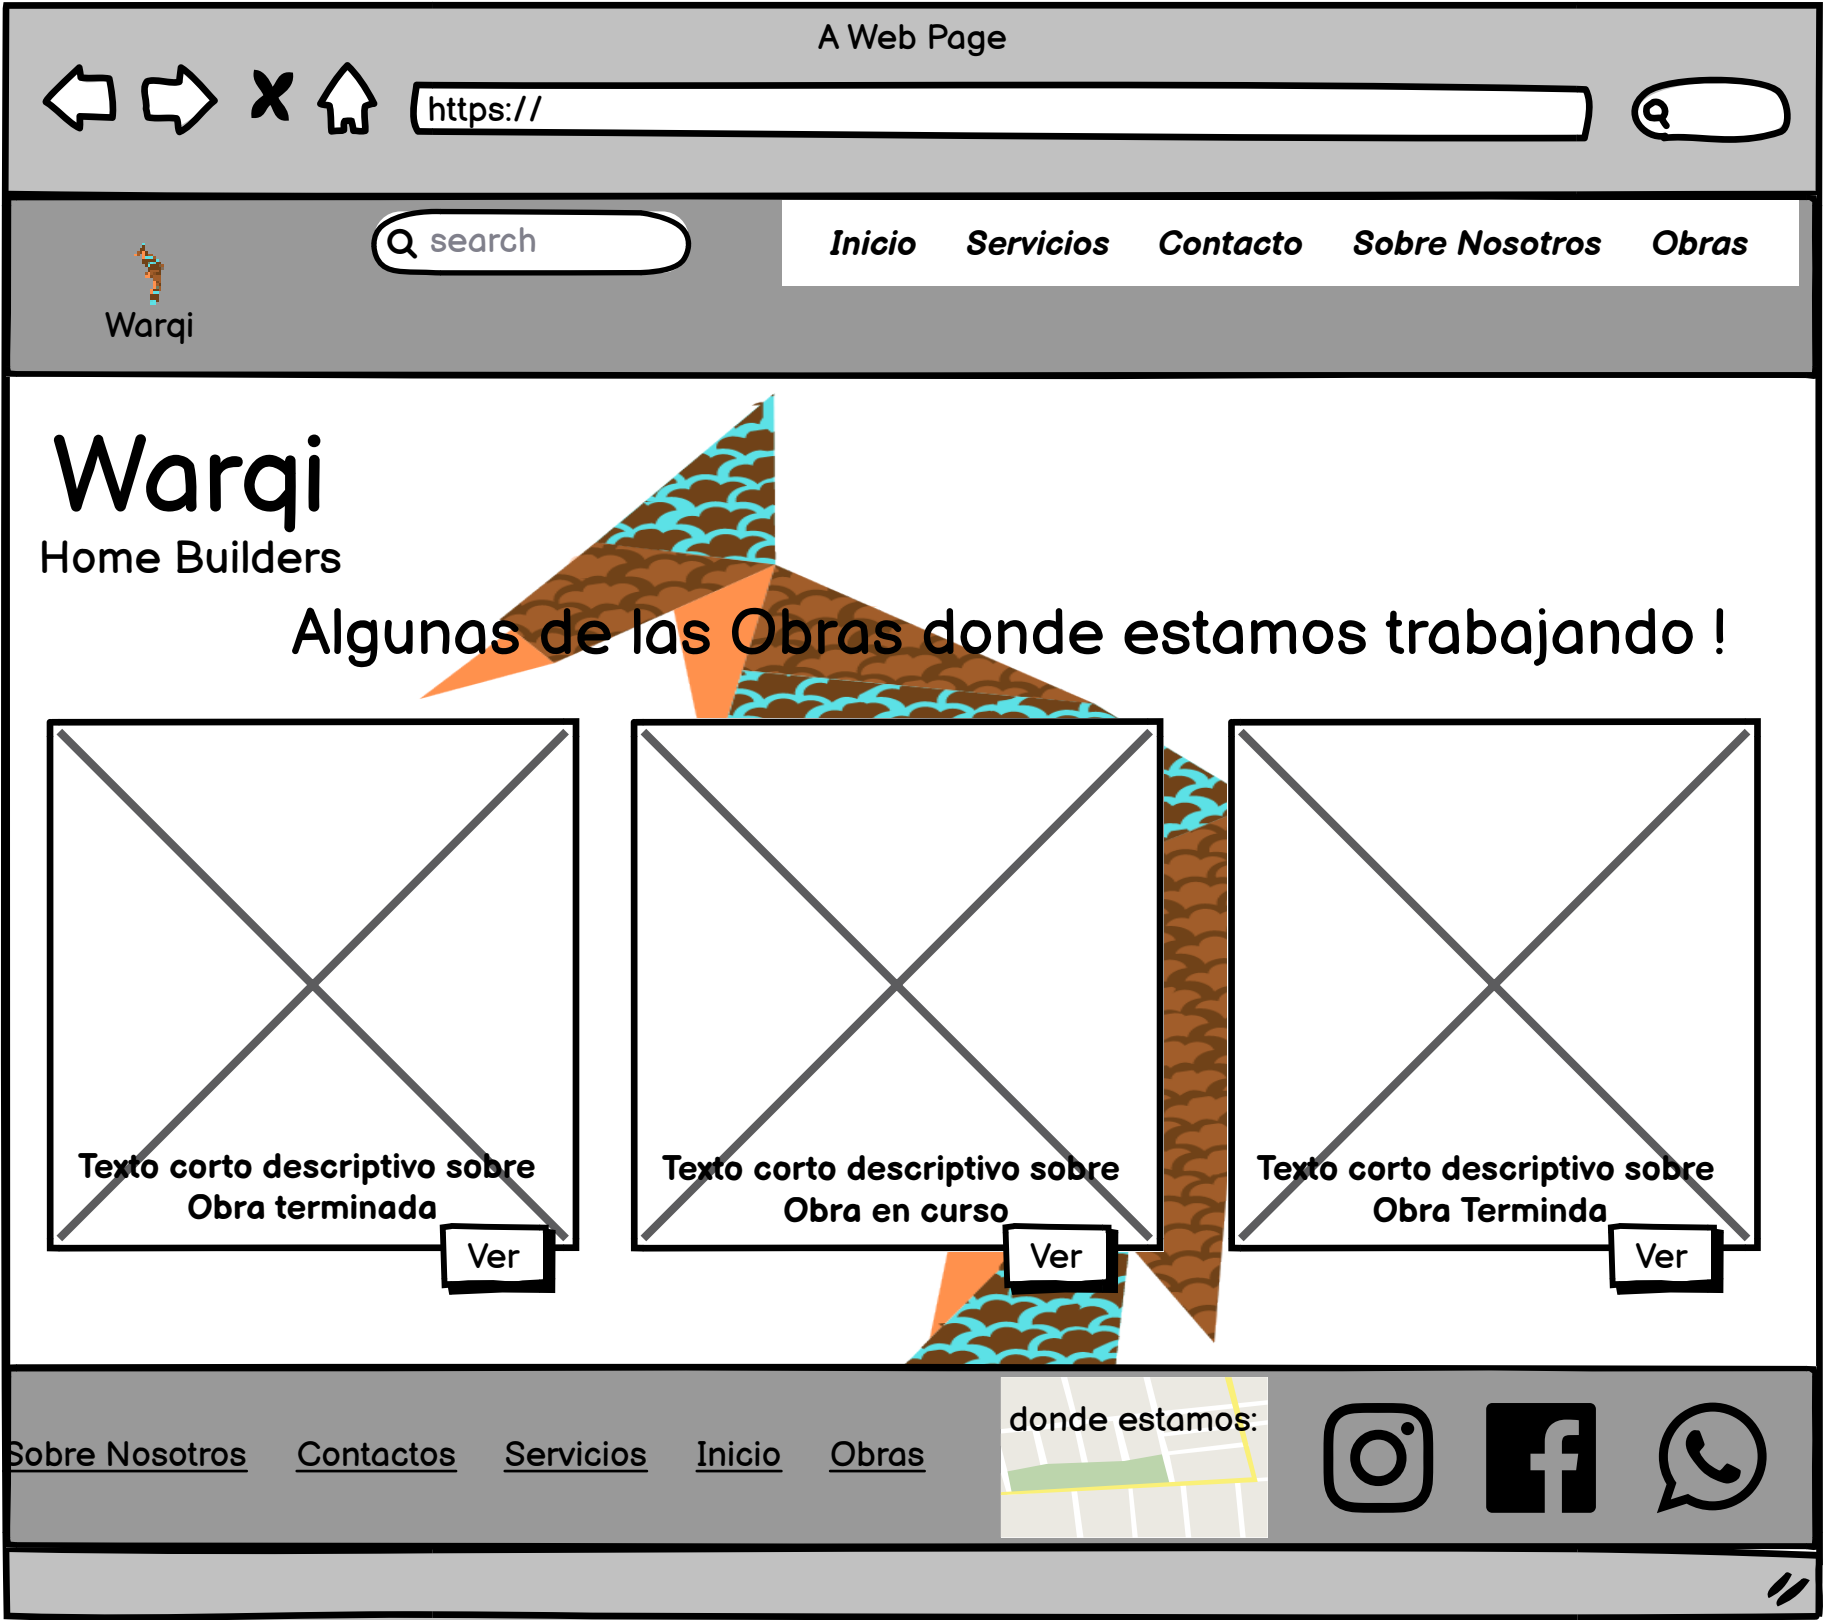 A Web Page
https://
search
Inicio Servicios Contacto Sobre Nosotros Obras
Warqi
Warqi
Home Builders
Algunas de las Obras donde estamos trabajando !
Texto corto descriptivo sobre
Obra terminada
Ver
Texto corto descriptivo sobre
Obra en curso
Ver
Texto corto descriptivo sobre
Obra Terminda
Ver
Sobre Nosotros Contactos Servicios Inicio Obras
donde estamos: